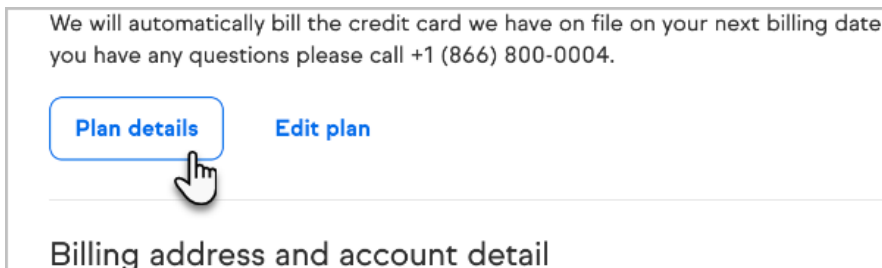 We will automatically bill the credit card we have on file on your next billing date
you have any questions please call +1 (866) 800-0004.
Plan details
Edit plan
Billing address and account detail